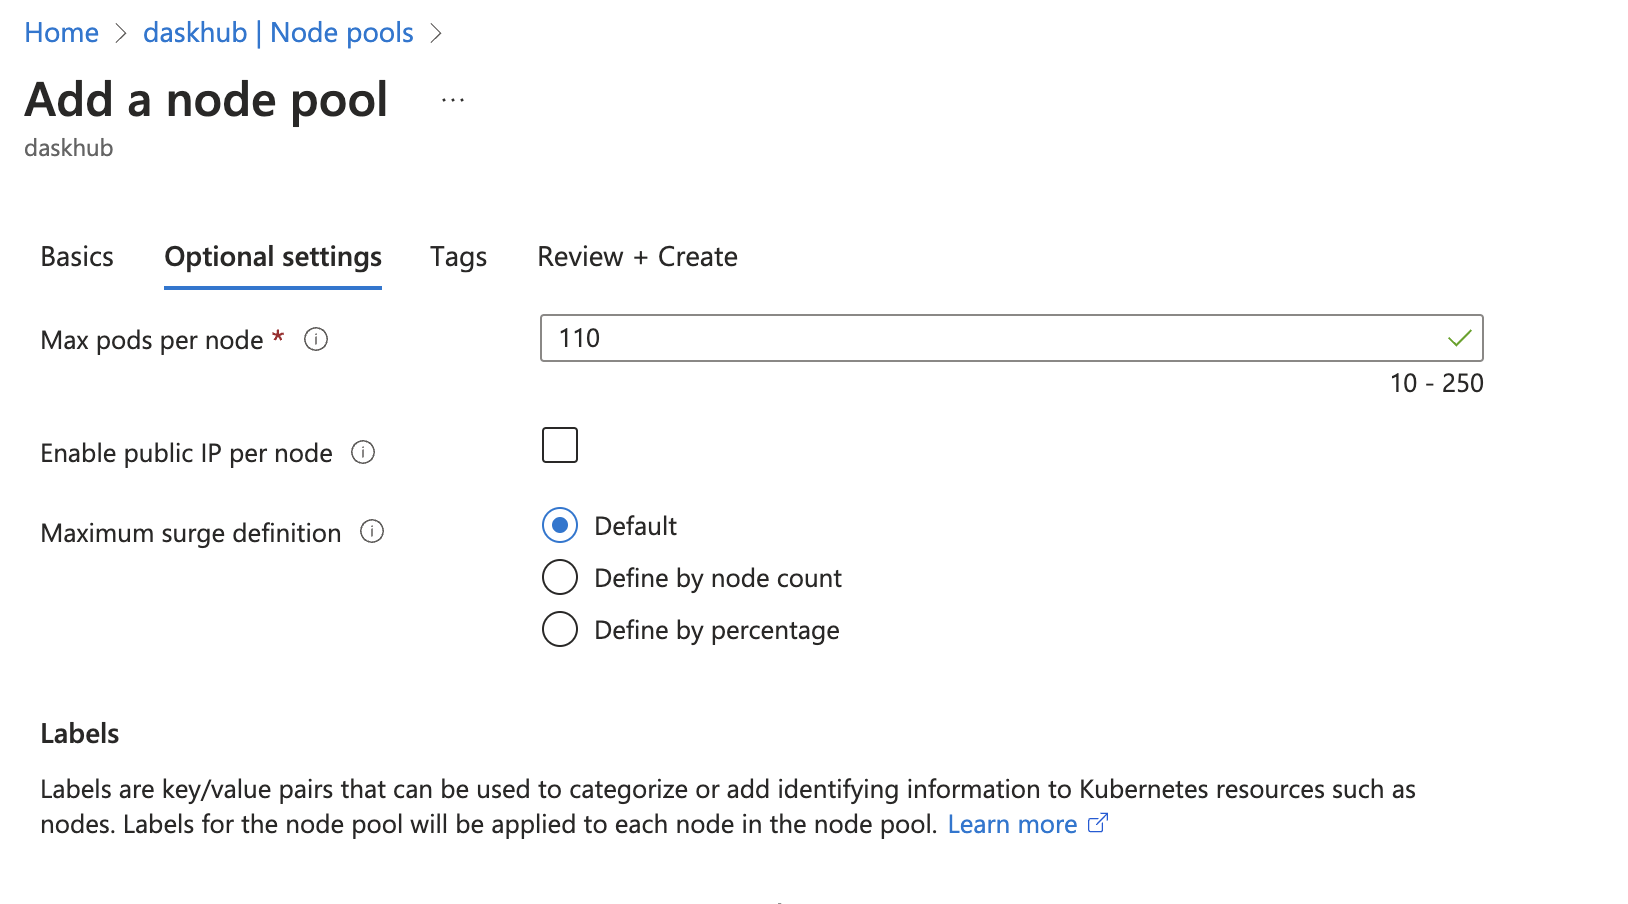 Home > daskhub | Node pools >
Add a node pool ...
daskhub
Basics Optional settings Tags Review + Create
Max pods per node * 110
10 - 250
Enable public IP per node
Maximum surge definition Default
Define by node count
Define by percentage
Labels
Labels are key/value pairs that can be used to categorize or add identifying information to Kubernetes resources such as
nodes. Labels for the node pool will be applied to each node in the node pool. Learn more